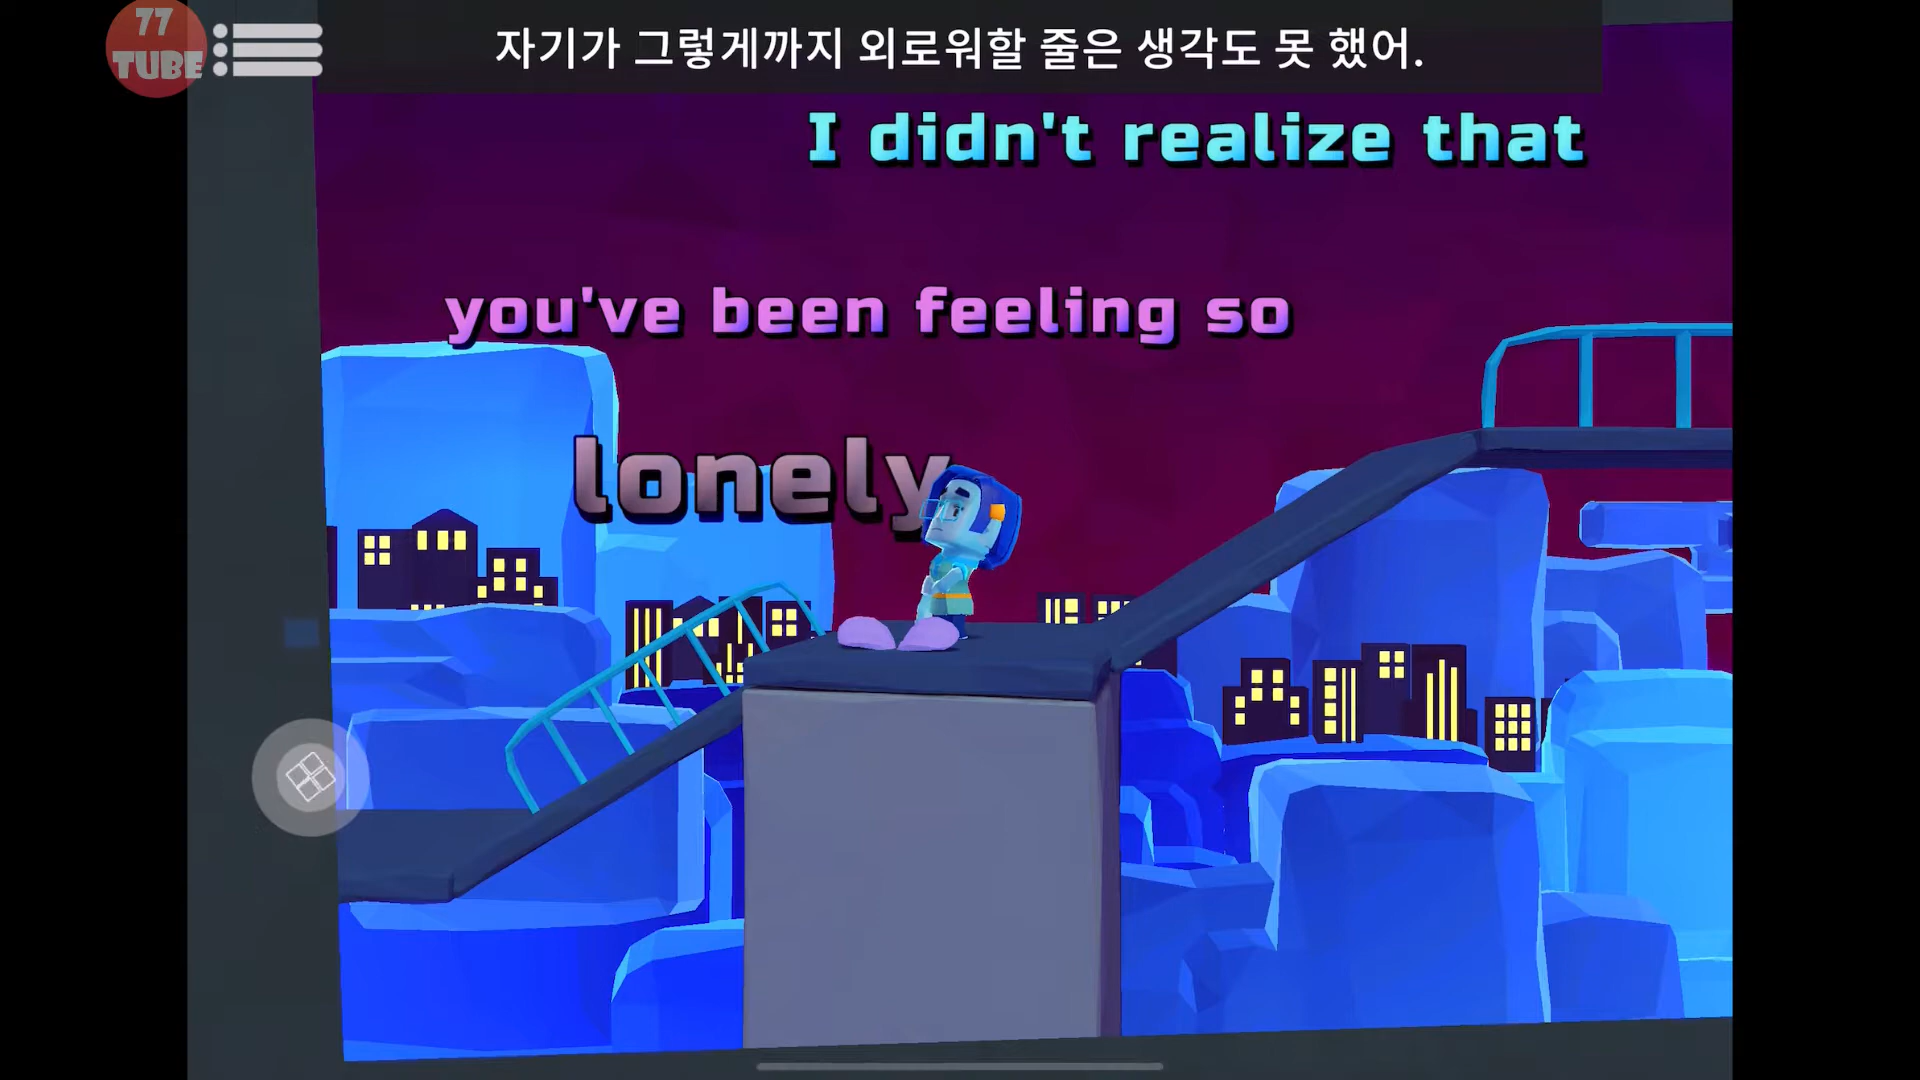 77
TUBE
자기가 그렇게까지 외로워할 줄은 생각도 못 했어.
I didn't realize that
you've been feeling so
lonely